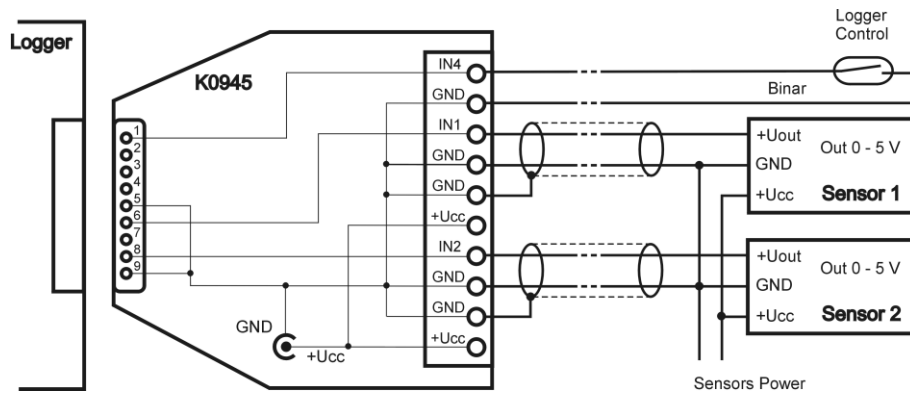 Logger
K0945
1
2
3
4
5
6
7
8
9
GND
+Ucc
IN4
GND
IN1
GND
GND
+Ucc
IN2
GND
GND
+Ucc
Logger
Control
Binar
+Uout
Out 0 - 5 V
GND
+Ucc
Sensor 1
+Uout
Out 0 - 5 V
GND
+Ucc
Sensor 2
Sensors Power